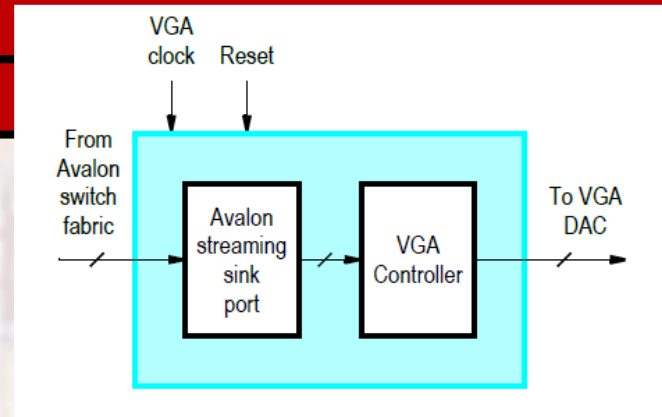 VGA
clock
Reset
From
Avalon
switch
fabric
Avalon
streaming
sink
port
VGA
Controller
To VGA
DAC